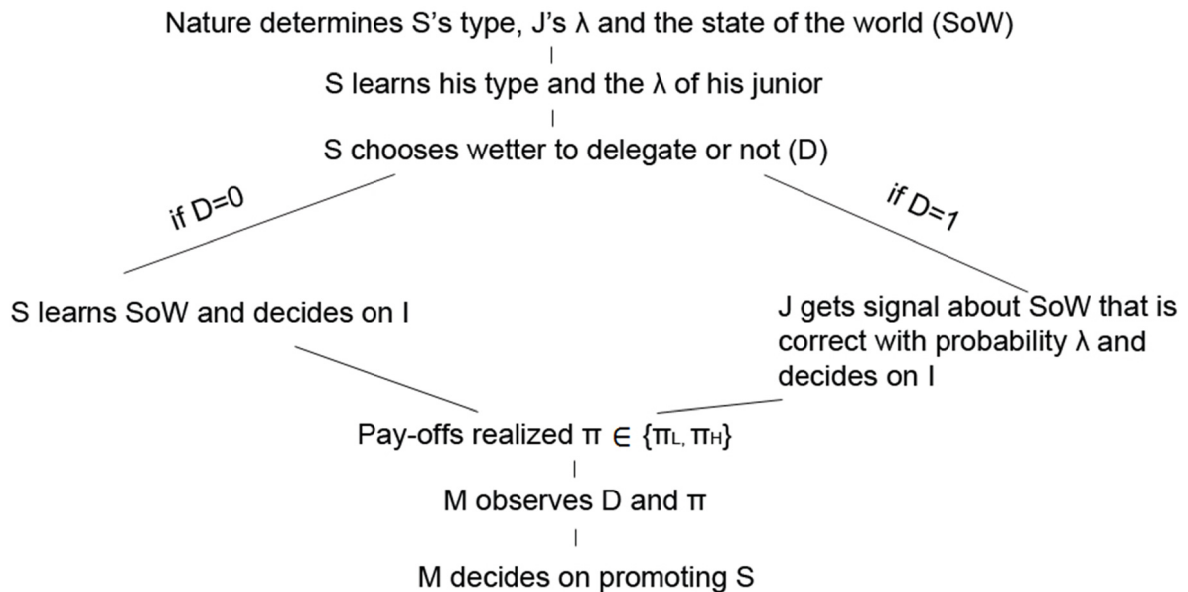 Nature determines S's type, J's λ and the state of the world (SoW)
S learns his type and the λ of his junior
S chooses wetter to delegate or not (D)
if D=0
if D=1
S learns SoW and decides on I
J gets signal about SoW that is
correct with probability λ and
decides on I
Pay-offs realized π ∈ {πL, πH}
M observes D and π
M decides on promoting S